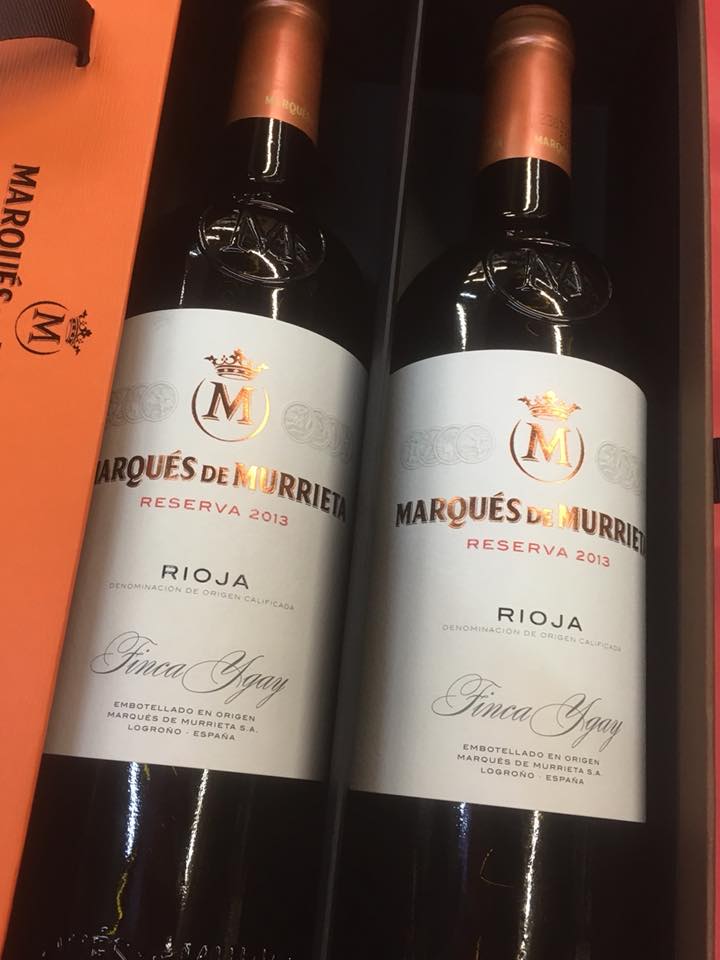 MARQUÉS
M
MARQUÉS
M
M
ARQUÉS DE MURRIETA
RESERVA 2013
RIOJA
DENOMINACIÓN DE ORIGEN CALIFICADA
Finca Ygay
EMBOTELLADO EN ORIGEN
MARQUÉS DE MURRIETA S.A.
LOGROÑO - ESPAÑA
MARQ
M
M
MARQUÉS DE MURRIETA
RESERVA 2013
RIOJA
DENOMINACIÓN DE ORIGEN CALIFICADA
Finca Ygay
EMBOTELLADO EN ORIGEN
MARQUÉS DE MURRIETA S.A.
LOGROÑO - ESPAÑA